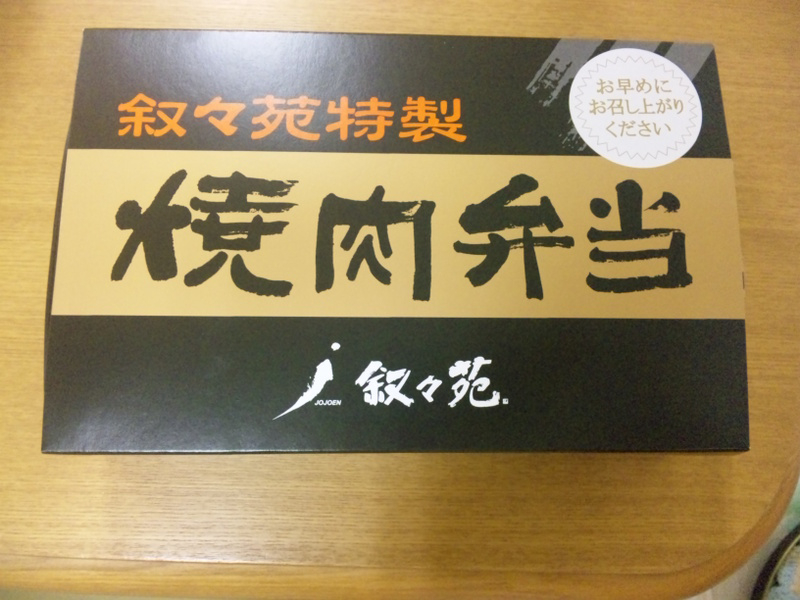 叙々苑特製
お早めに
お召し上がり
ください
焼肉弁当
JOJOEN
叙々苑